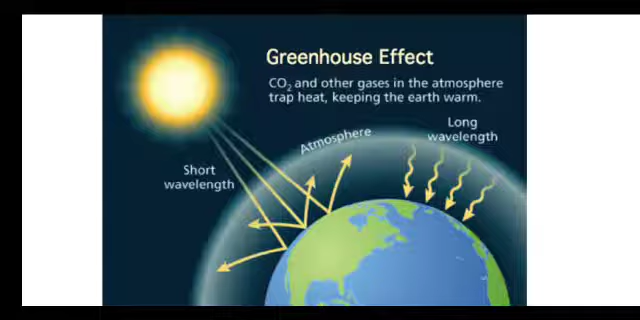 Greenhouse Effect
CO₂ and other gases in the atmosphere
trap heat, keeping the earth warm.
Long
wavelength
Atmosphere
Short
wavelength